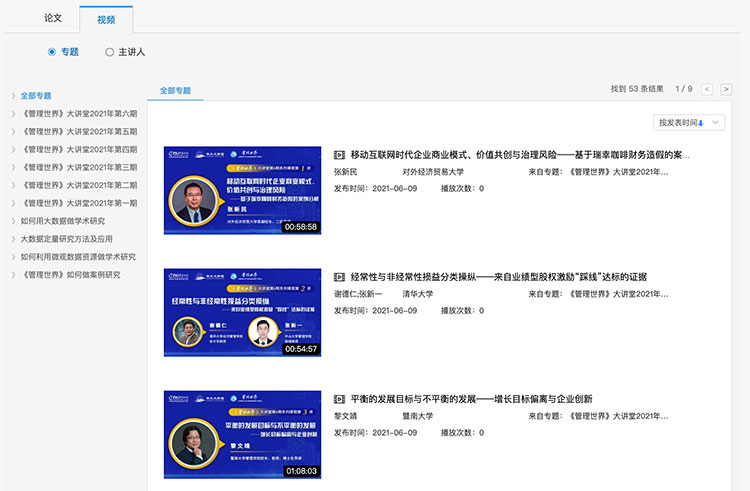 论文 视频
专题 主讲人
全部专题
《管理世界》大讲堂2021年第六期
《管理世界》大讲堂2021年第五期
《管理世界》大讲堂2021年第四期
《管理世界》大讲堂2021年第三期
《管理世界》大讲堂2021年第二期
《管理世界》大讲堂2021年第一期
如何用大数据做学术研究
大数据定量研究方法及应用
如何利用微观数据资源做学术研究
《管理世界》如何做案例研究
全部专题
找到 53 条结果 1 / 9 < >
按发表时间
移动互联网时代企业商业模式、
价值共创与治理风险
——基于瑞幸咖啡财务造假的案例分析
张新民
00:58:58
移动互联网时代企业商业模式、价值共创与治理风险——基于瑞幸咖啡财务造假的案...
张新民 对外经济贸易大学 来自专题：《管理世界》大讲堂2021年...
发布时间：2021-06-09 播放次数：0
经常性与非经常性损益分类操纵
——来自业绩型股权激励“踩线”达标的证据
谢德仁 张新一
00:54:57
经常性与非经常性损益分类操纵——来自业绩型股权激励“踩线”达标的证据
谢德仁;张新一 清华大学 来自专题：《管理世界》大讲堂2021年...
发布时间：2021-06-09 播放次数：0
平衡的发展目标与不平衡的发展
——增长目标偏离与企业创新
黎文靖
01:08:03
平衡的发展目标与不平衡的发展——增长目标偏离与企业创新
黎文靖 暨南大学 来自专题：《管理世界》大讲堂2021年...
发布时间：2021-06-09 播放次数：0